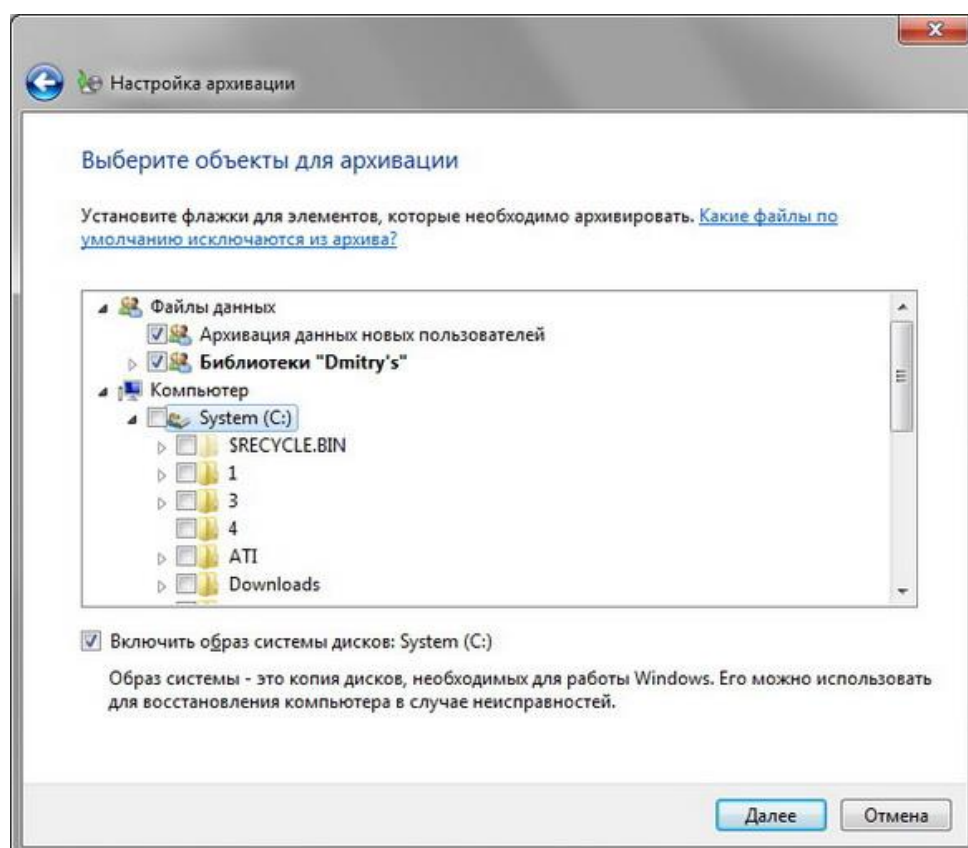 Настройка архивации
Выберите объекты для архивации
Установите флажки для элементов, которые необходимо архивировать. Какие файлы по
умолчанию исключаются из архива?
Файлы данных
Архивация данных новых пользователей
Библиотеки "Dmitry's"
Компьютер
System (C:)
$RECYCLE.BIN
1
3
4
ATI
Downloads
Включить образ системы дисков: System (C:)
Образ системы - это копия дисков, необходимых для работы Windows. Его можно использовать
для восстановления компьютера в случае неисправностей.
Далее
Отмена